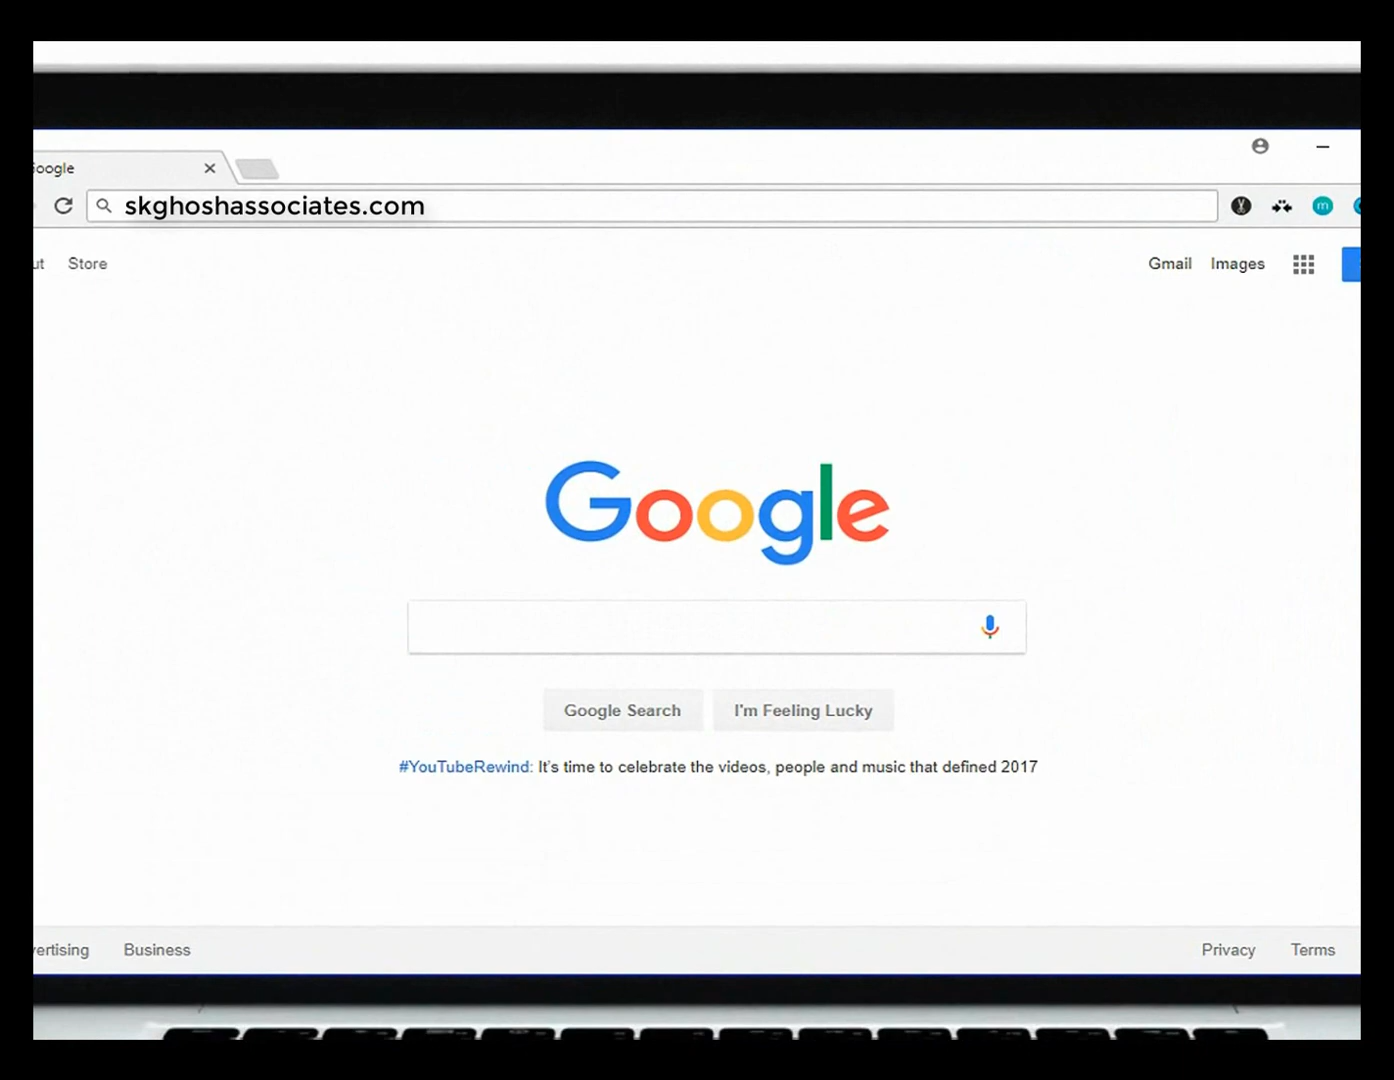 oogle
skghoshassociates.com
ut Store Gmail Images
Google
Google Search I'm Feeling Lucky
#YouTubeRewind: It's time to celebrate the videos, people and music that defined 2017
vertising Business Privacy Terms